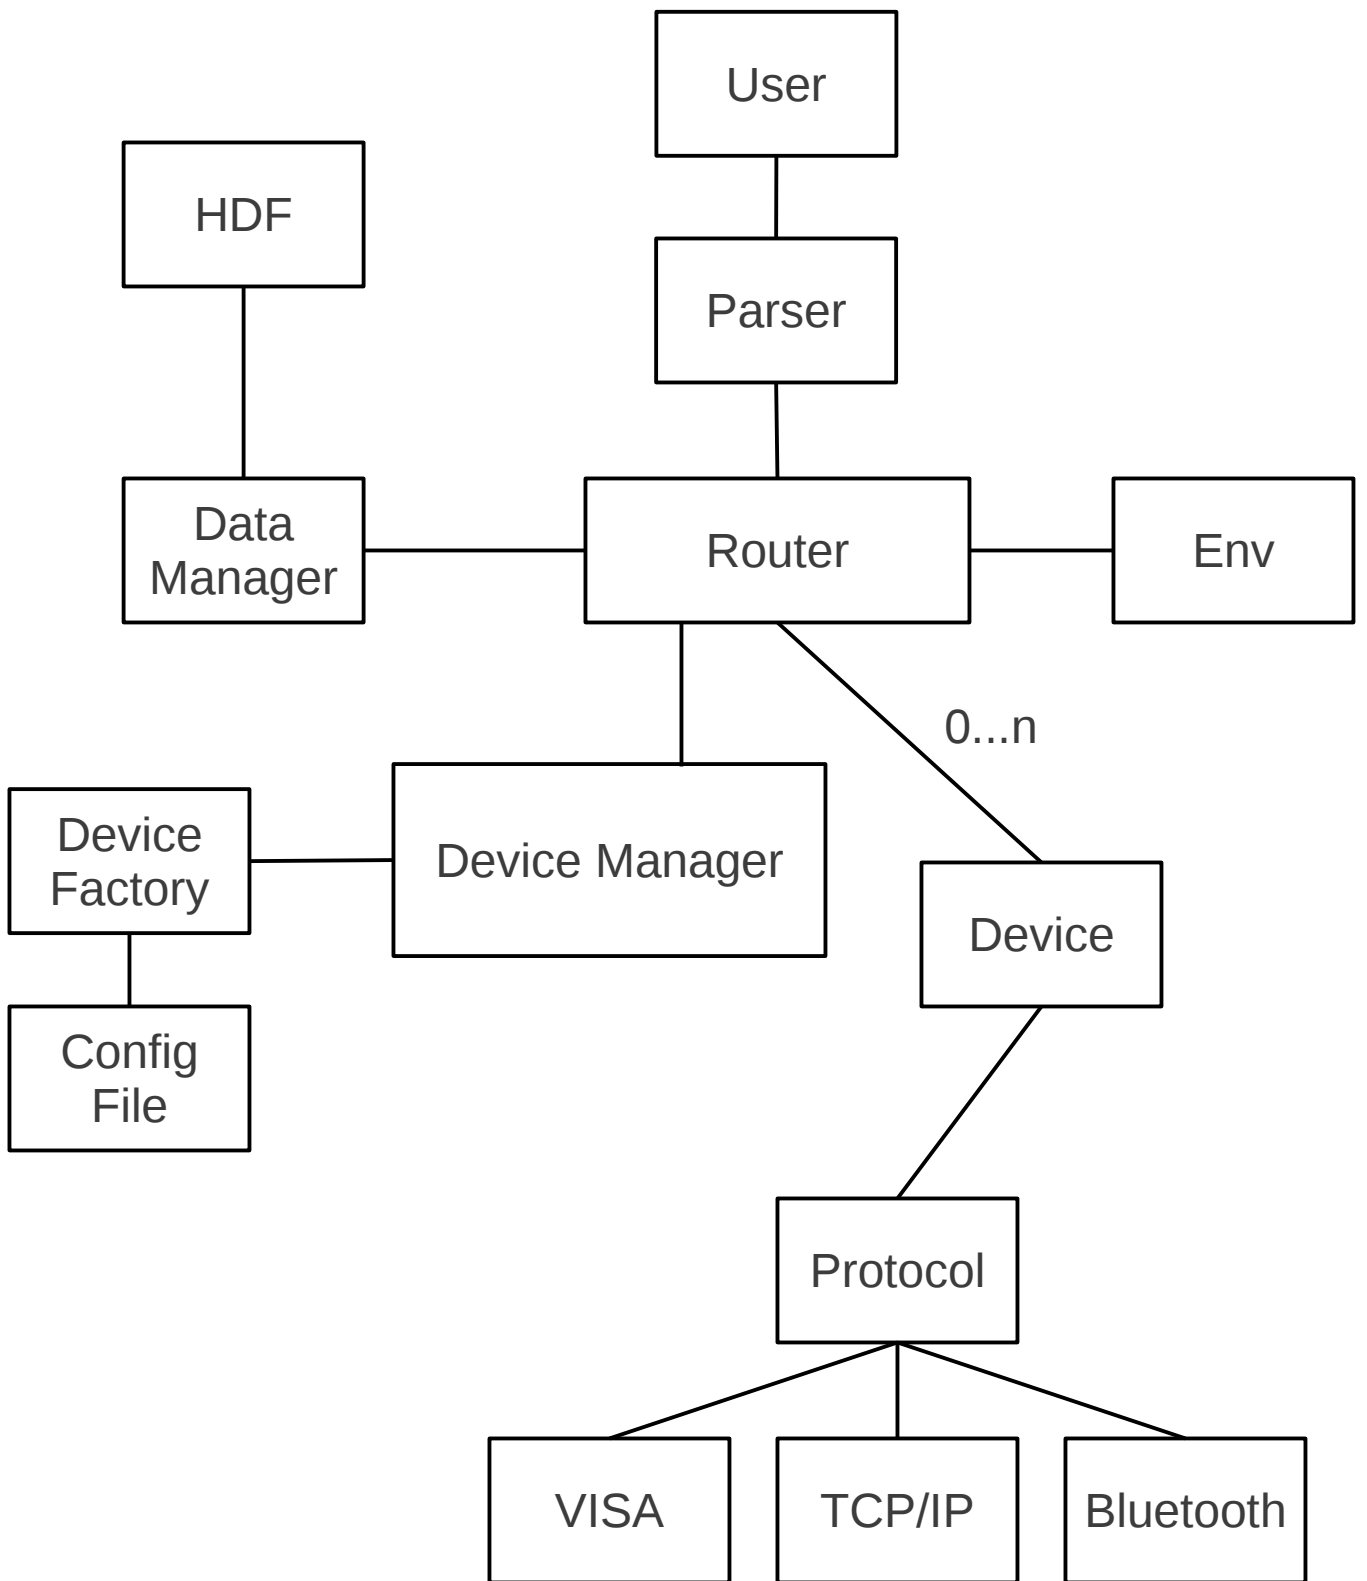 User
HDF
Parser
Data
Manager
Router
Env
0...n
Device
Factory
Device Manager
Device
Config
File
Protocol
VISA
TCP/IP
Bluetooth